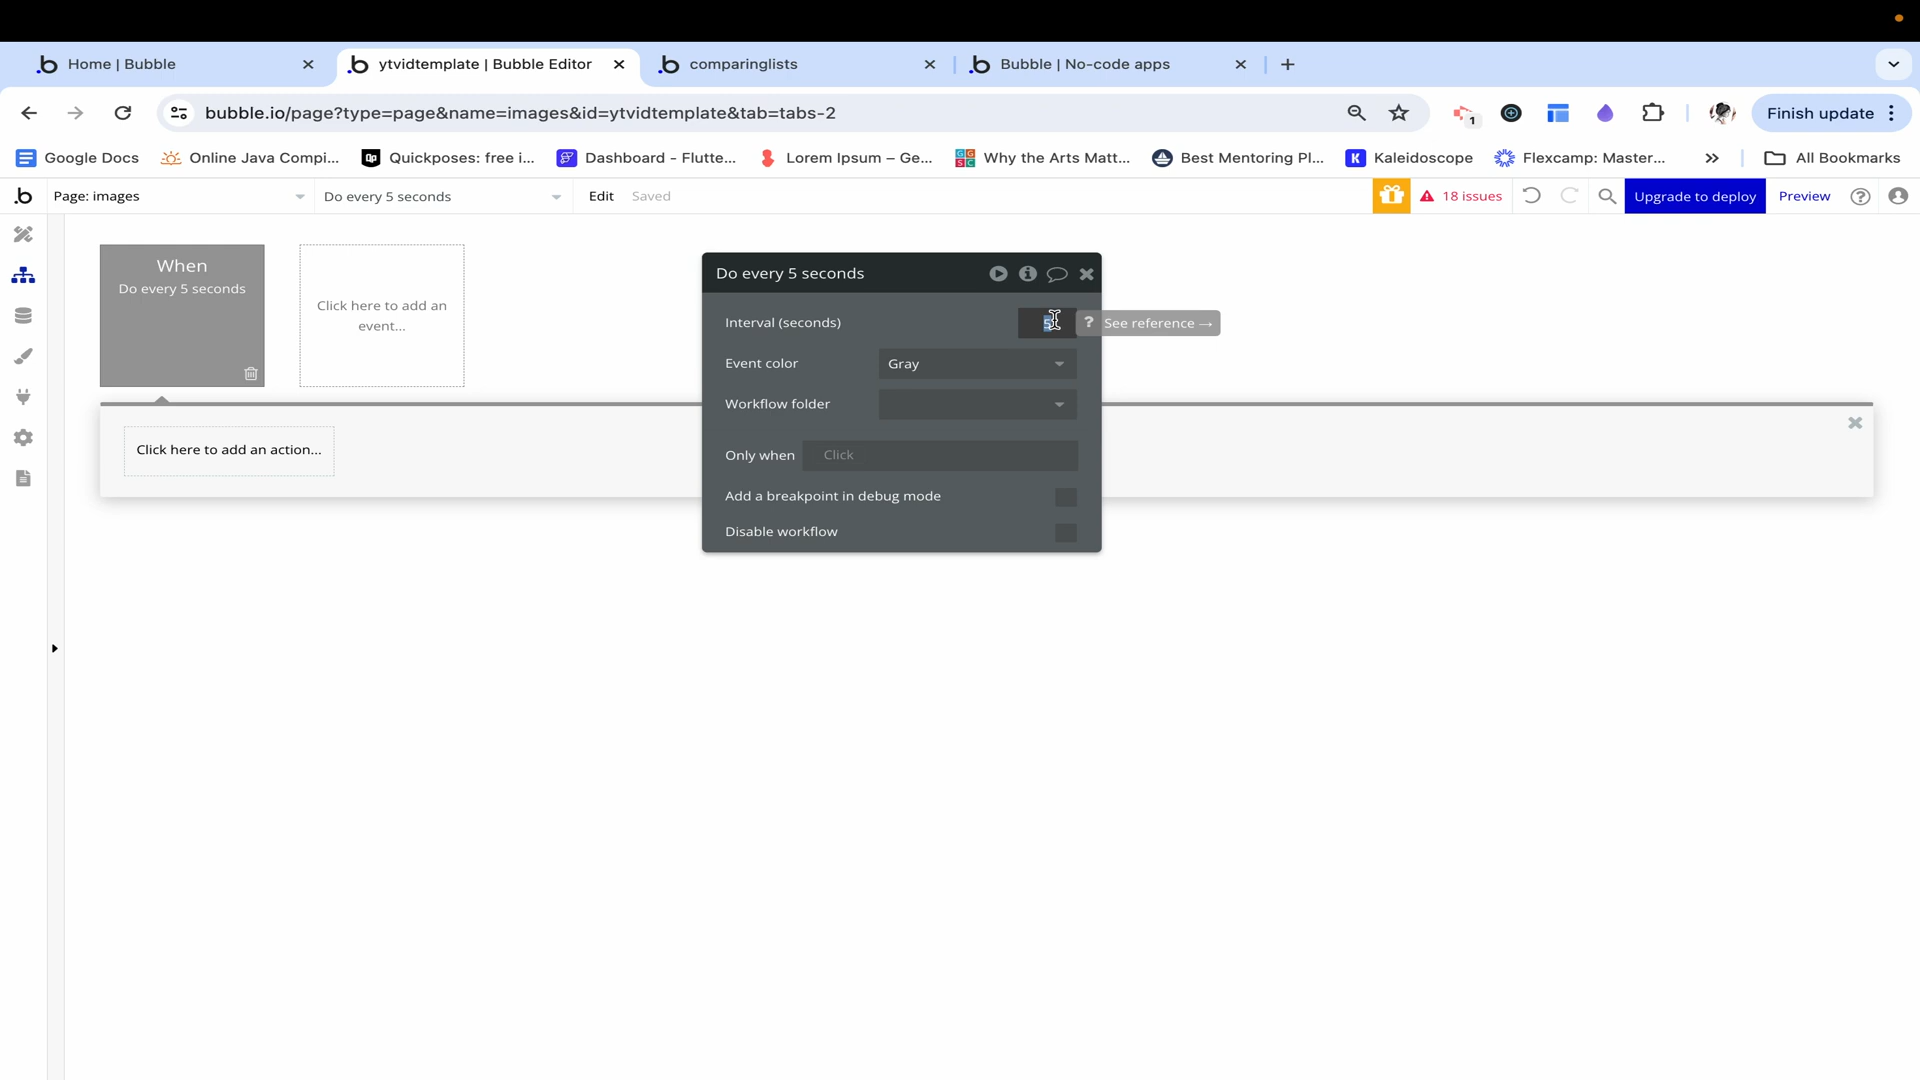 Home | Bubble
ytvidtemplate | Bubble Editor
comparinglists
Bubble | No-code apps
bubble.io/page?type=page&name=images&id=ytvidtemplate&tab=tabs-2
1
Finish update
Google Docs
Online Java Compi...
Quickposes: free i...
Dashboard - Flutte...
Lorem Ipsum – Ge...
Why the Arts Matt...
Best Mentoring Pl...
Kaleidoscope
Flexcamp: Master...
All Bookmarks
Page: images
Do every 5 seconds
Edit
Saved
18 issues
Upgrade to deploy
Preview
When
Do every 5 seconds
Click here to add an
event...
Click here to add an action...
Do every 5 seconds
Interval (seconds)
5
? See reference →
Event color
Gray
Workflow folder
Only when
Click
Add a breakpoint in debug mode
Disable workflow